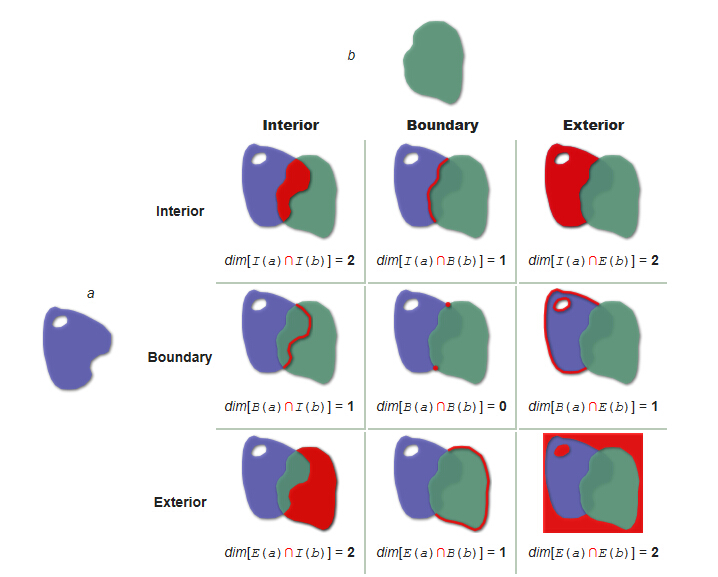 b
Interior Boundary Exterior
Interior
dim[I(a)∩I(b)] = 2 dim[I(a)∩B(b)] = 1 dim[I(a)∩E(b)] = 2
a
Boundary
dim[B(a)∩I(b)] = 1 dim[B(a)∩B(b)] = 0 dim[B(a)∩E(b)] = 1
Exterior
dim[E(a)∩I(b)] = 2 dim[E(a)∩B(b)] = 1 dim[E(a)∩E(b)] = 2